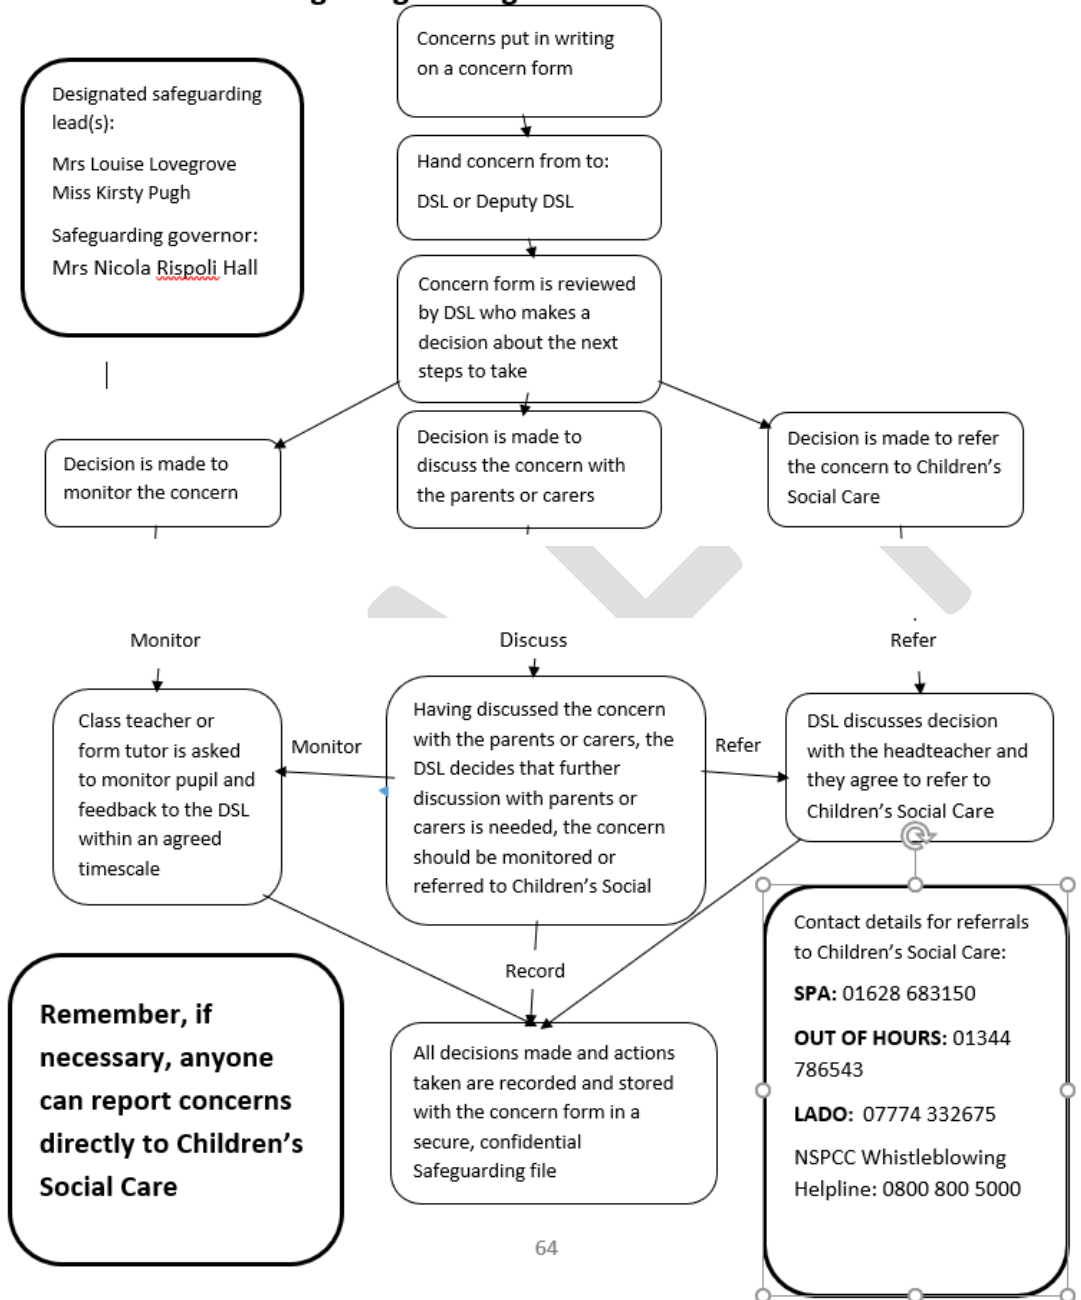 Concerns put in writing
on a concern form
Designated safeguarding
lead(s):
Mrs Louise Lovegrove
Miss Kirsty Pugh
Safeguarding governor:
Mrs Nicola Rispoli Hall
Hand concern from to:
DSL or Deputy DSL
Concern form is reviewed
by DSL who makes a
decision about the next
steps to take
Decision is made to
monitor the concern
Decision is made to
discuss the concern with
the parents or carers
Decision is made to refer
the concern to Children’s
Social Care
Monitor
Discuss
Refer
Class teacher or
form tutor is asked
to monitor pupil and
feedback to the DSL
within an agreed
timescale
Monitor
Having discussed the concern
with the parents or carers, the
DSL decides that further
discussion with parents or
carers is needed, the concern
should be monitored or
referred to Children’s Social
Refer
DSL discusses decision
with the headteacher and
they agree to refer to
Children’s Social Care
Record
Remember, if
necessary, anyone
can report concerns
directly to Children’s
Social Care
All decisions made and actions
taken are recorded and stored
with the concern form in a
secure, confidential
Safeguarding file
Contact details for referrals
to Children’s Social Care:
SPA: 01628 683150
OUT OF HOURS: 01344
786543
LADO: 07774 332675
NSPCC Whistleblowing
Helpline: 0800 800 5000
64